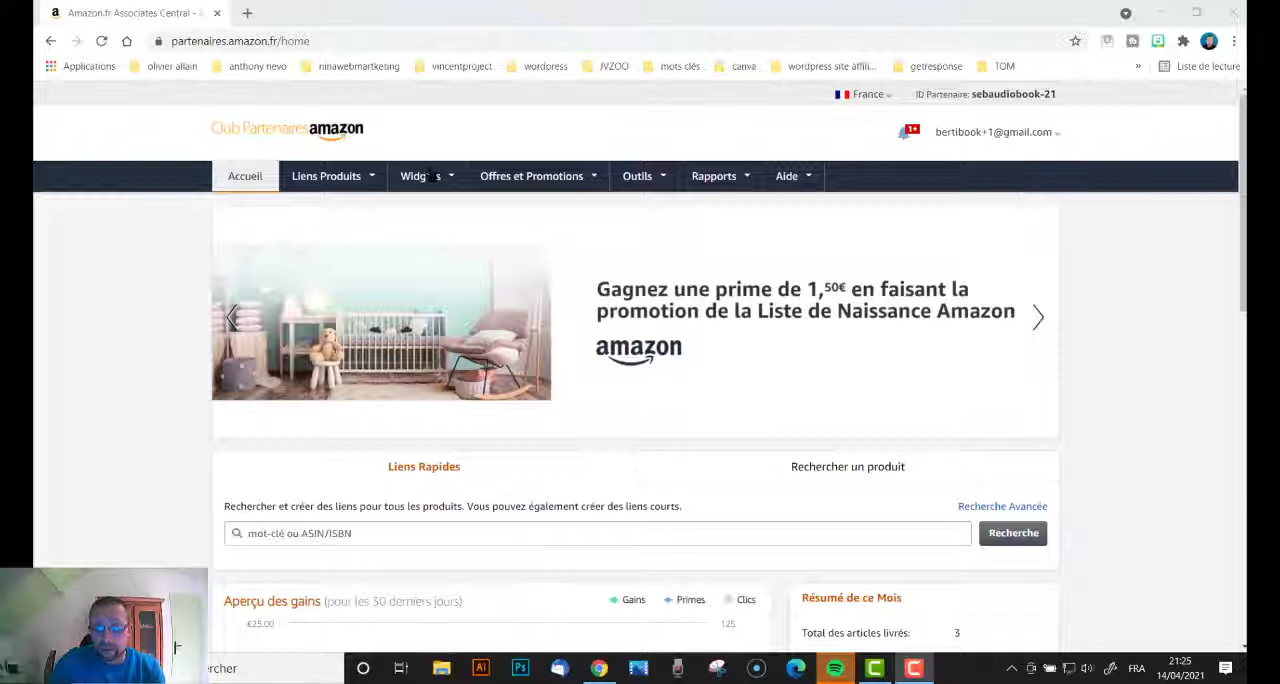 Amazon.fr Associates Central -
partenaires.amazon.fr/home
Applications olivier allain anthony nevo ninawebmarketing vincentproject wordpress JVZOO mots clés canva wordpress site affili... getresponse TOM » Liste de lecture
France ID Partenaire: sebaudiobook-21
Club Partenaires amazon
1+ bertibook+1@gmail.com
Accueil Liens Produits Widgets Offres et Promotions Outils Rapports Aide
Gagnez une prime de 1,50€ en faisant la
promotion de la Liste de Naissance Amazon
amazon
Liens Rapides Rechercher un produit
Rechercher et créer des liens pour tous les produits. Vous pouvez également créer des liens courts. Recherche Avancée
mot-clé ou ASIN/ISBN Recherche
Aperçu des gains (pour les 30 derniers jours) Gains Primes Clics Résumé de ce Mois
€25.00 125 Total des articles livrés: 3
rcher Ai Ps FRA 21:25
14/04/2021